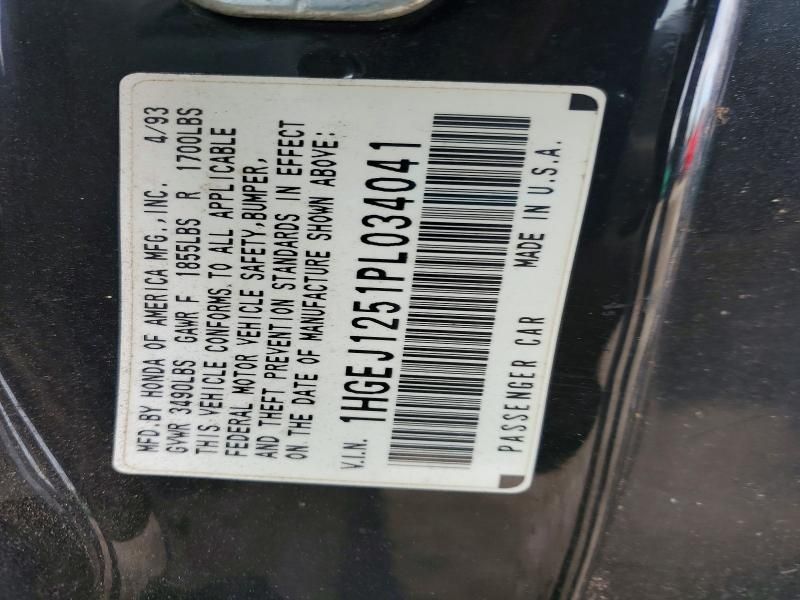 MFD.BY HONDA OF AMERICA MFG.,INC. 4/93
GVWR 3490LBS GAWR F 1855LBS R 1700LBS
THIS VEHICLE CONFORMS TO ALL APPLICABLE
FEDERAL MOTOR VEHICLE SAFETY,BUMPER,
AND THEFT PREVENTION STANDARDS IN EFFECT
ON THE DATE OF MANUFACTURE SHOWN ABOVE:
V.I.N. 1HGEJ1251PL034041
PASSENGER CAR MADE IN U.S.A.